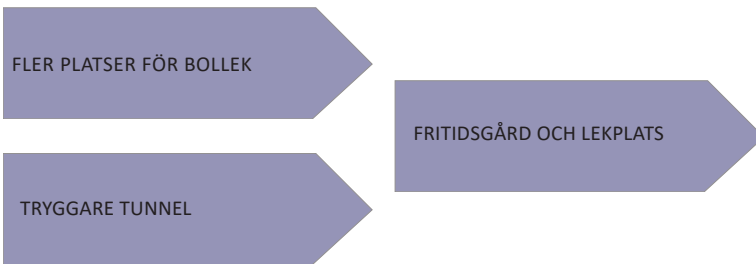 FLER PLATSER FÖR BOLLEK
TRYGGARE TUNNEL
FRITIDSGÅRD OCH LEKPLATS